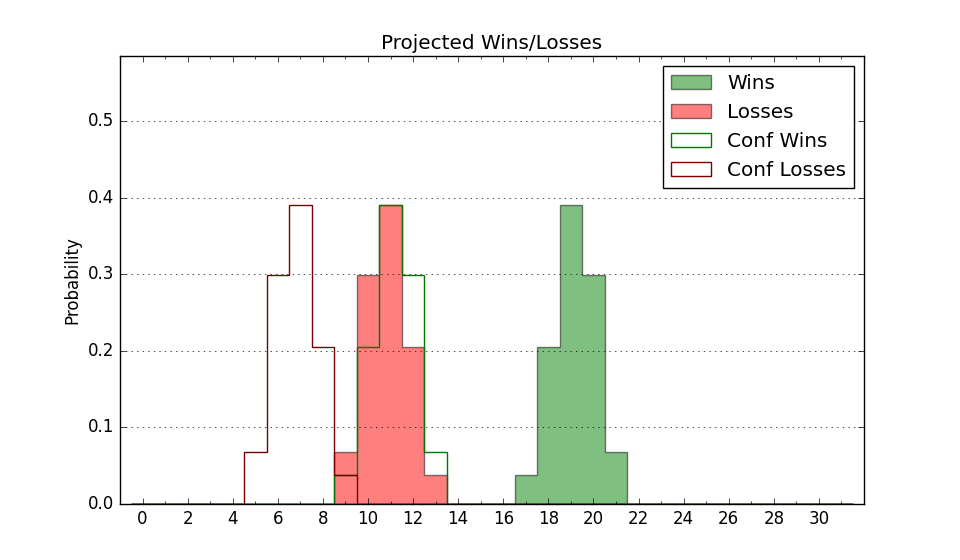 Projected Wins/Losses
Wins
Losses
Conf Wins
Conf Losses
Probability
0.5
0.4
0.3
0.2
0.1
0.0
0 2 4 6 8 10 12 14 16 18 20 22 24 26 28 30